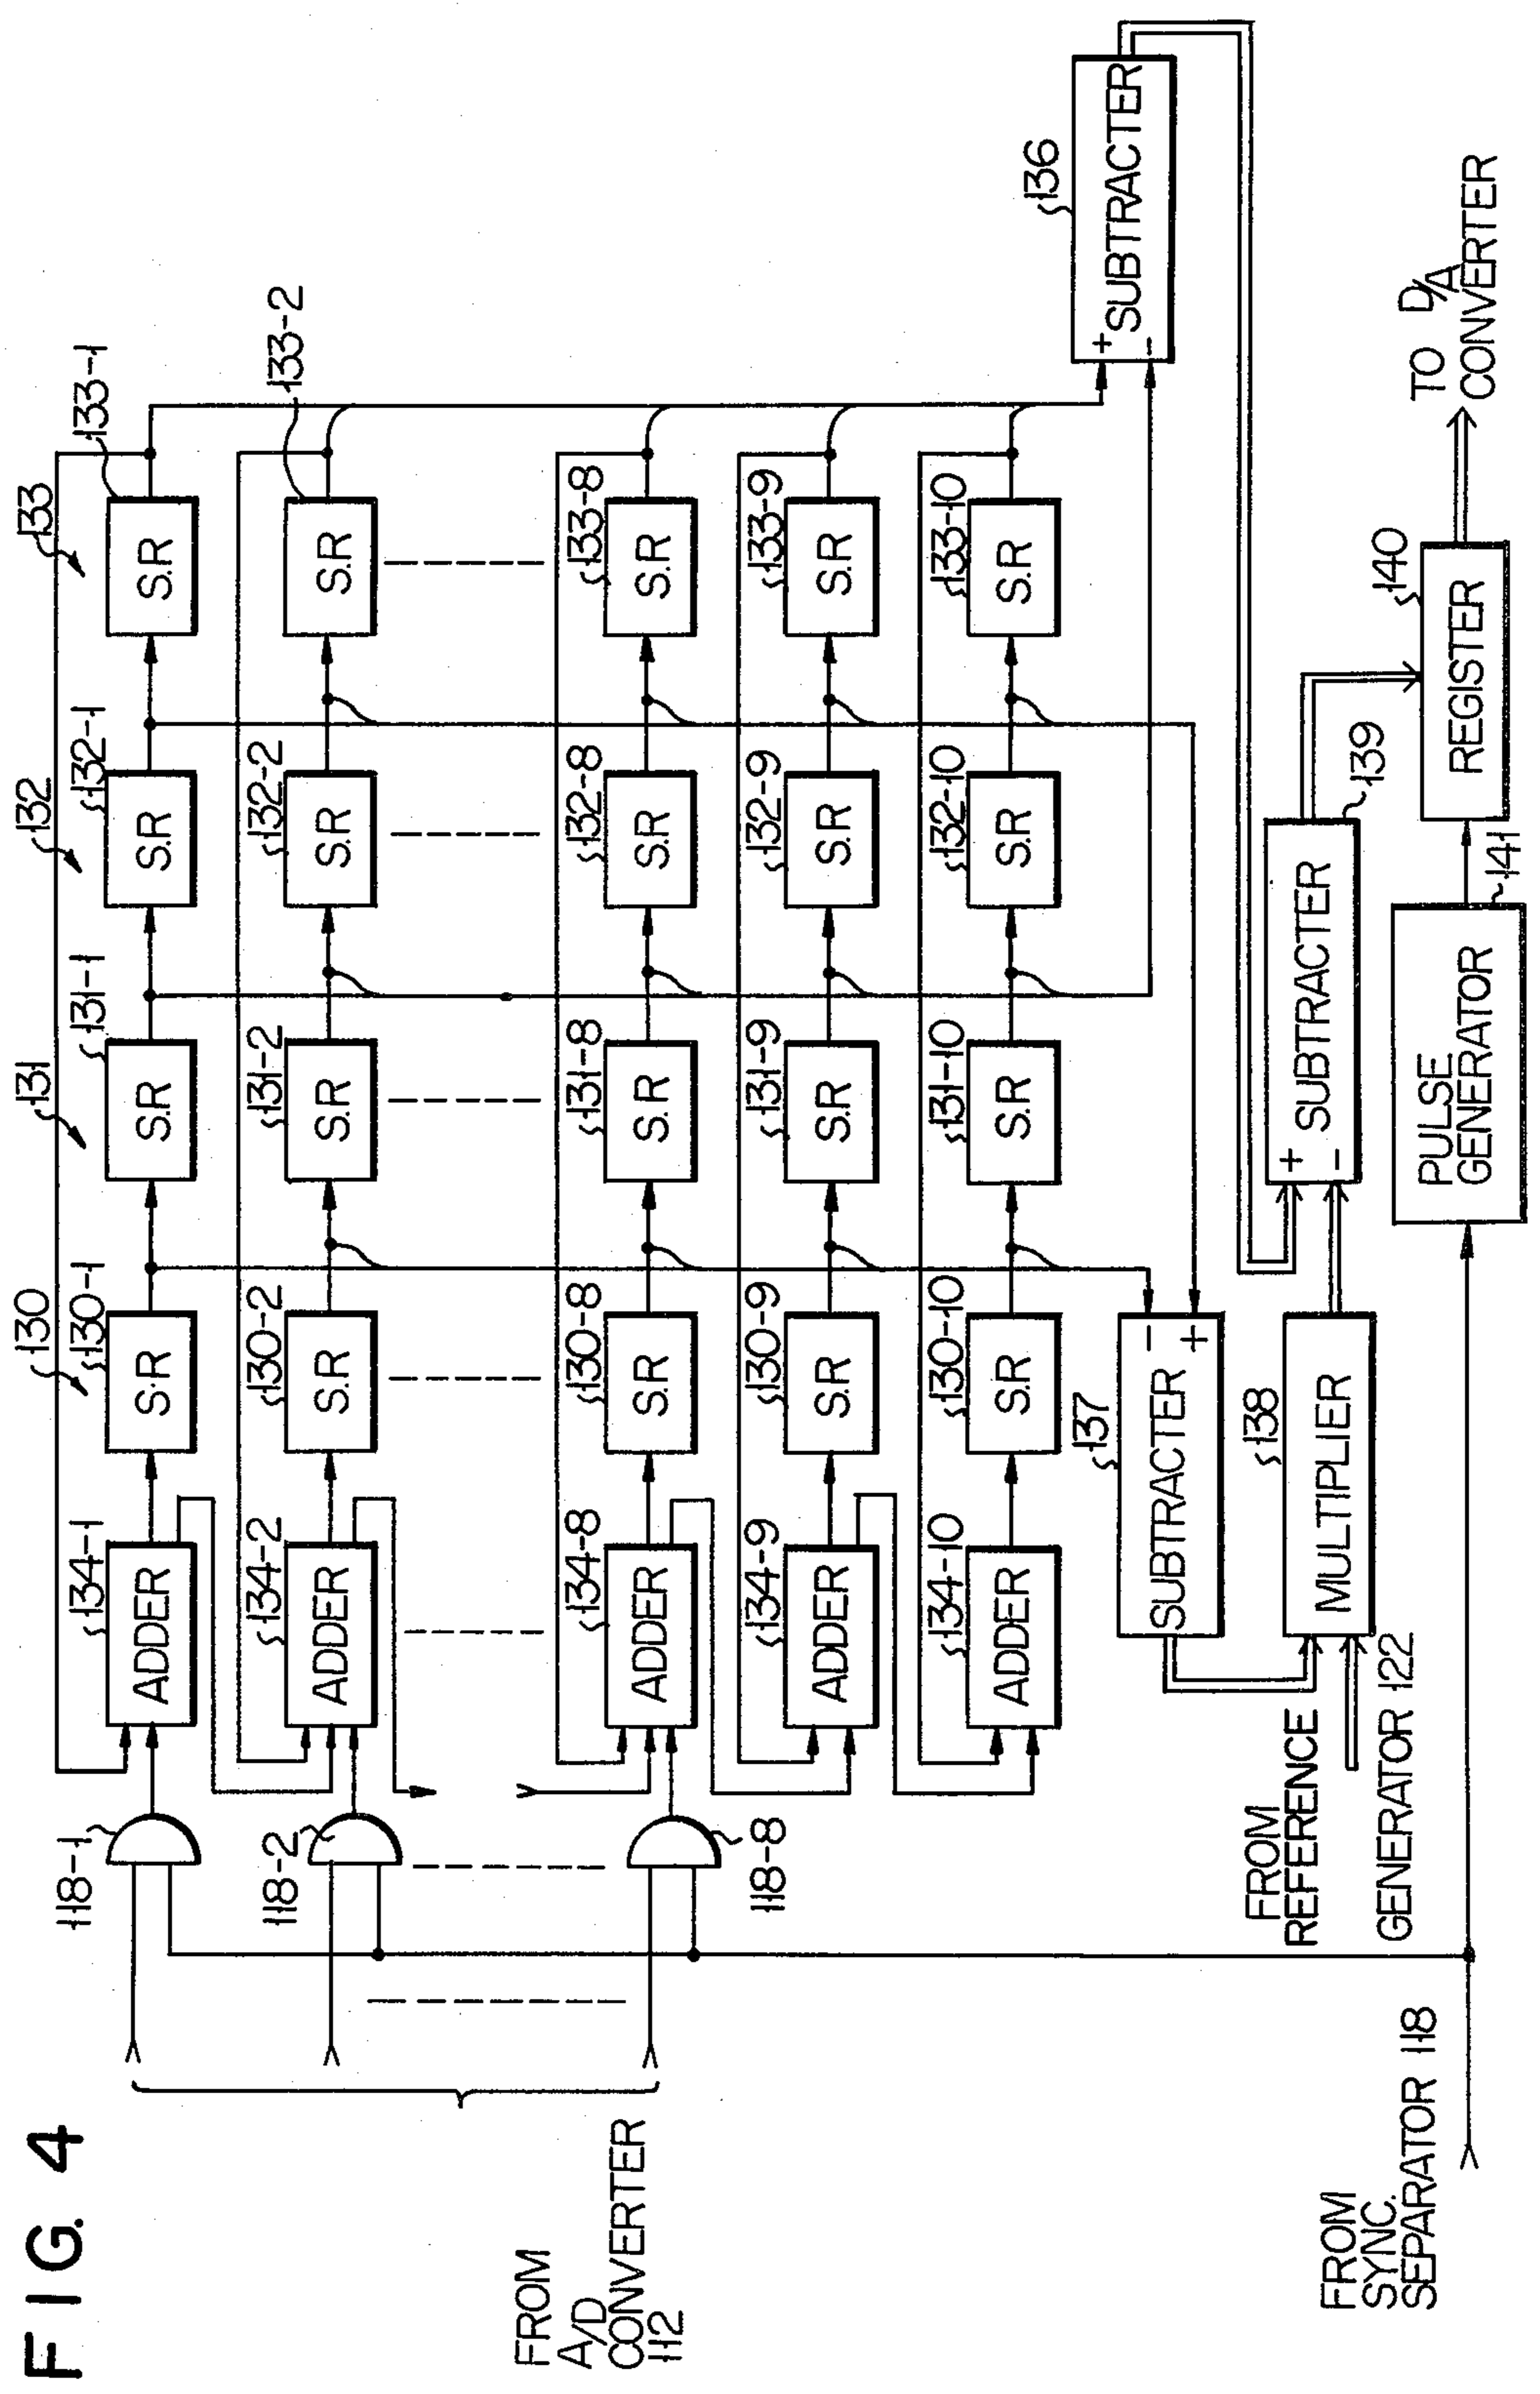 FIG. 4
133
133-1
133-2
132
132-1
131
131-1
130
130-1
134-1
118-1
ADDER
S·R
S.R
S.R
S.R
134-2
130-2
131-2
132-2
118-2
ADDER
S.R
S.R
S.R
S.R
134-8
130-8
131-8
132-8
133-8
ADDER
S.R
S.R
S.R
S.R
118-8
134-9
130-9
131-9
132-9
133-9
ADDER
S.R
S.R
S.R
S.R
134-10
130-10
131-10
132-10
133-10
ADDER
S.R
S.R
S.R
S.R
FROM
A/D
CONVERTER
112
136
+
-
SUBTRACTER
137
-
+
SUBTRACTER
138
MULTIPLIER
FROM
REFERENCE
GENERATOR 122
+
-
SUBTRACTER
139
140
REGISTER
TO D/A
CONVERTER
PULSE
GENERATOR
141
FROM
SYNC.
SEPARATOR 118